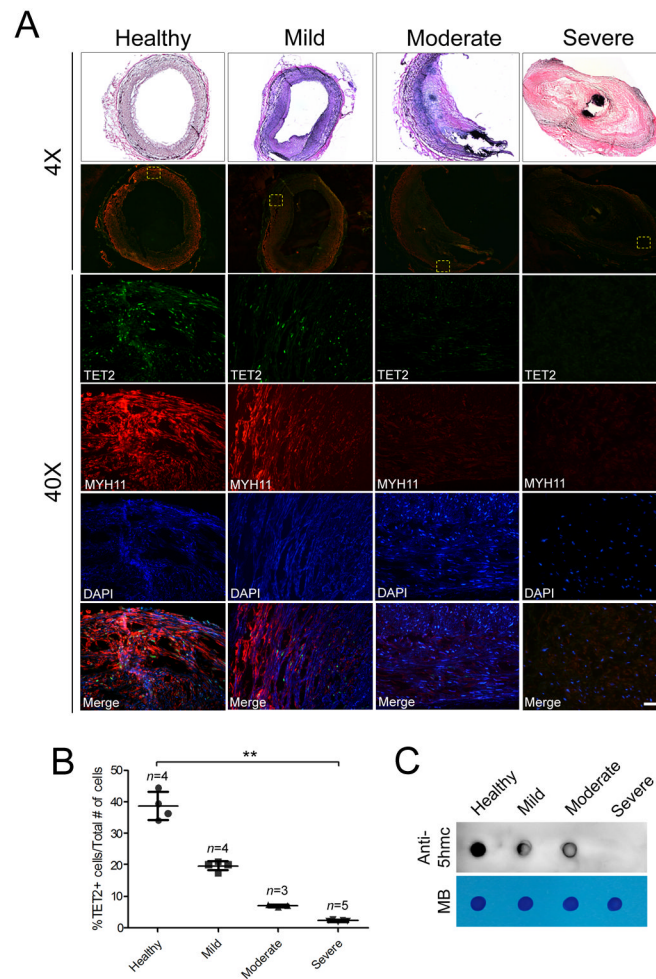 A
Healthy Mild Moderate Severe
4X
40X
TET2 TET2 TET2 TET2
MYH11 MYH11 MYH11 MYH11
DAPI DAPI DAPI DAPI
Merge Merge Merge Merge
B
%TET2+ cells/Total # of cells
50
40
30
20
10
0
n=4
n=4
n=3
n=5
**
Healthy Mild Moderate Severe
C
Healthy Mild Moderate Severe
Anti-
5hmc
MB